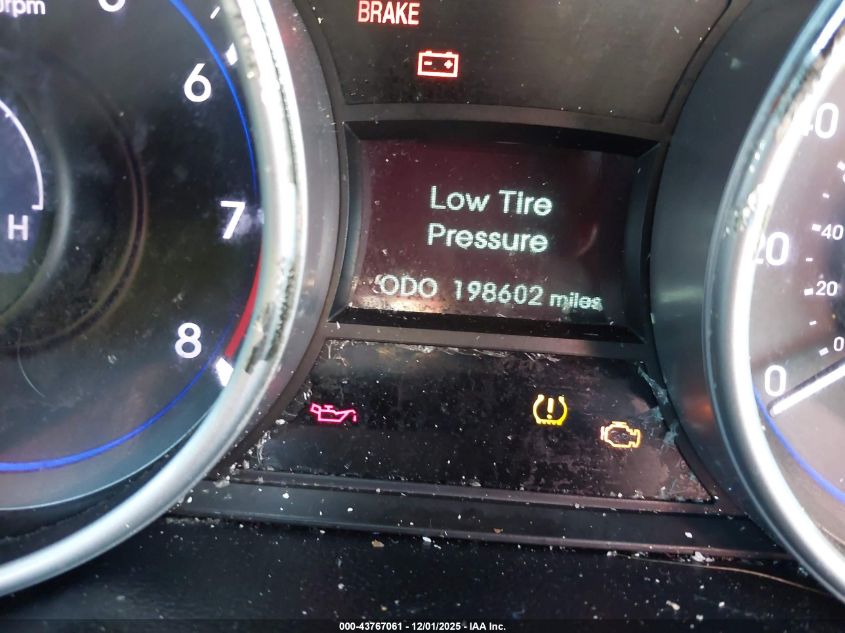 BRAKE
6
7
8
H
Low Tire
Pressure
ODO 198602 miles
40
20
0
40
20
0
000-43767061 - 12/01/2025 - IAA Inc.